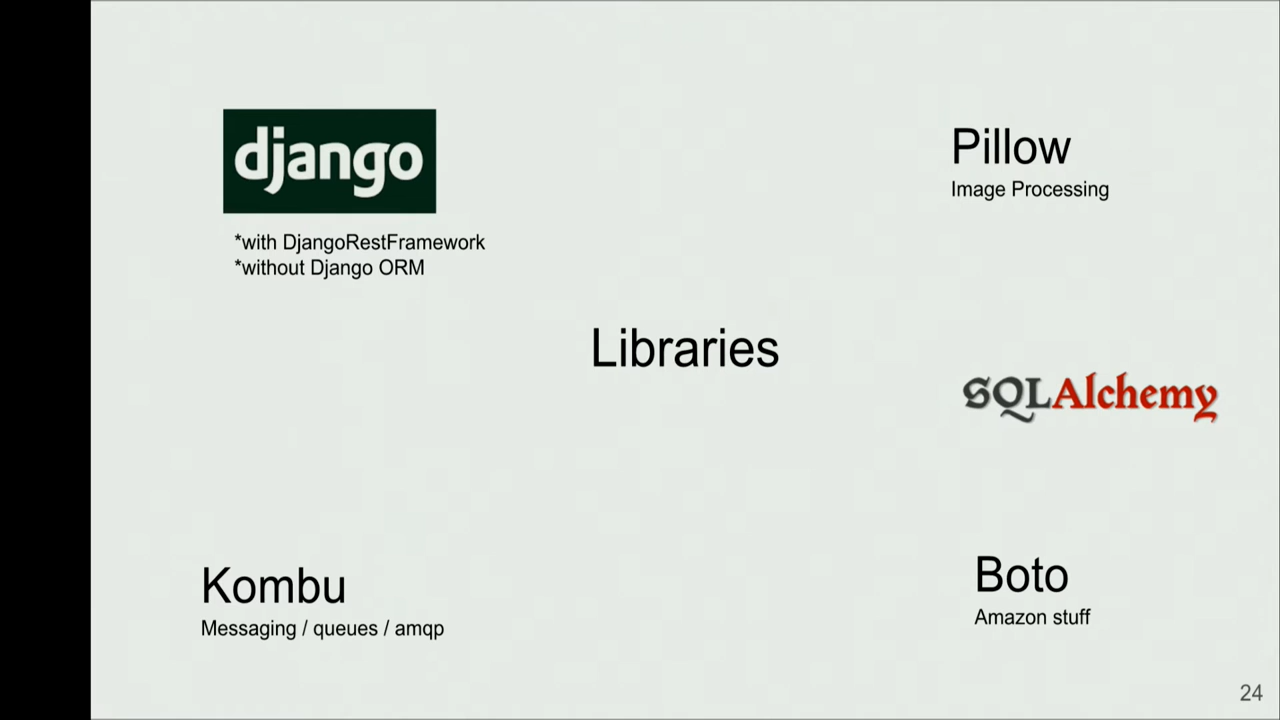 django
*with DjangoRestFramework
*without Django ORM
Pillow
Image Processing
Libraries
SQLAlchemy
Kombu
Messaging / queues / amqp
Boto
Amazon stuff
24